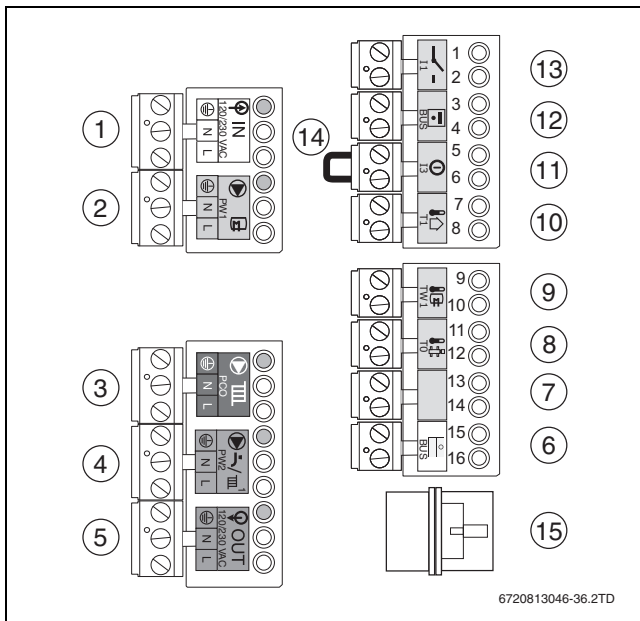 1
IN
120/230 VAC
N
L
2
PW1
N
L
3
PCO
N
L
4
PW2
1
N
L
5
OUT
120/230 VAC
N
L
14
I1
1
2
13
BUS
3
4
12
I3
5
6
11
T1
7
8
10
TW1
9
10
9
T0
11
12
8
13
14
7
BUS
15
16
6
15
6720813046-36.2TD